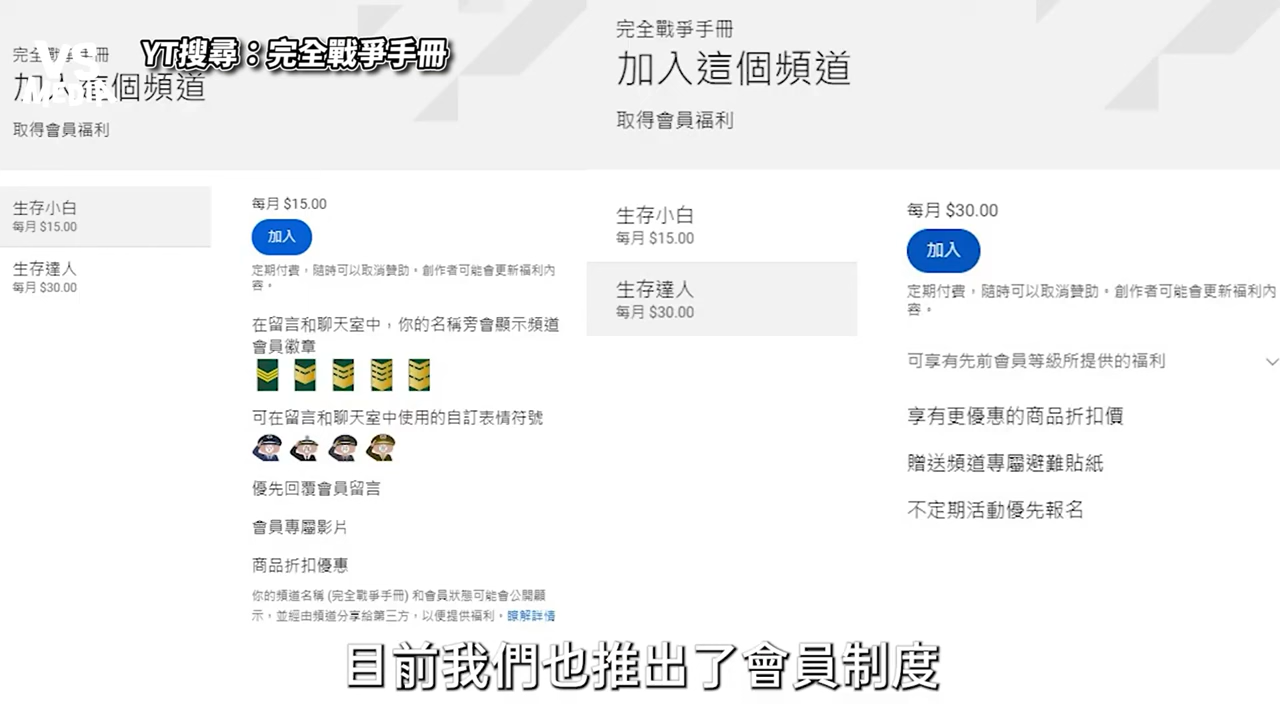 YT搜尋：完全戰爭手冊
VS MEDIA
完全戰爭手冊
加入這個頻道
取得會員福利
生存小白
每月 $15.00
生存達人
每月 $30.00
每月 $15.00
加入
定期付費，隨時可以取消贊助。創作者可能會更新福利內
容。
在留言和聊天室中，你的名稱旁會顯示頻道
會員徽章
可在留言和聊天室中使用的自訂表情符號
優先回覆會員留言
會員專屬影片
商品折扣優惠
你的頻道名稱 (完全戰爭手冊) 和會員狀態可能會公開顯
示，並經由頻道分享給第三方，以便提供福利。瞭解詳情
完全戰爭手冊
加入這個頻道
取得會員福利
生存小白
每月 $15.00
生存達人
每月 $30.00
每月 $30.00
加入
定期付費，隨時可以取消贊助。創作者可能會更新福利內
容。
可享有先前會員等級所提供的福利
享有更優惠的商品折扣價
贈送頻道專屬避難貼紙
不定期活動優先報名
目前我們也推出了會員制度